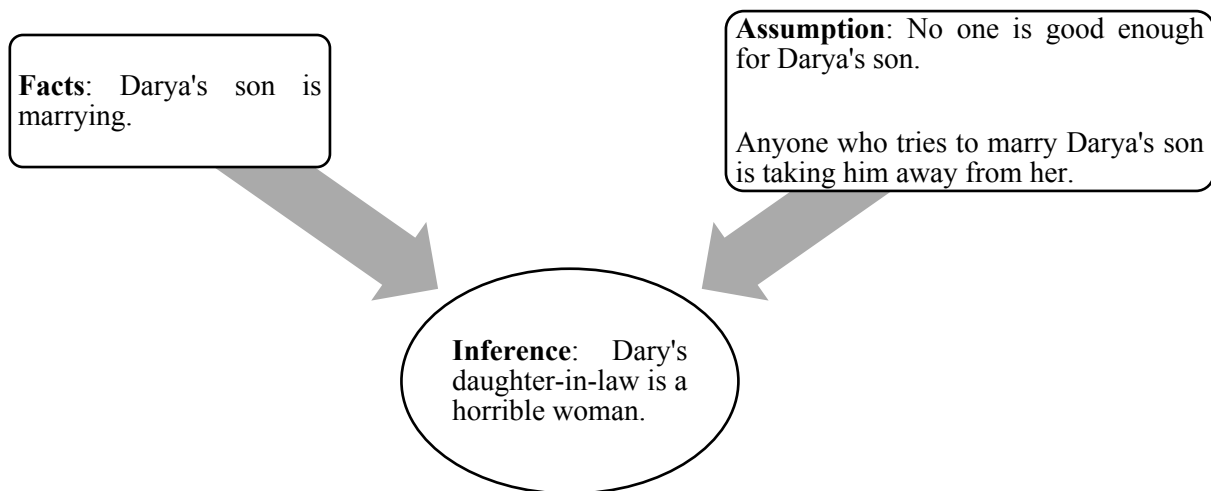 Facts: Darya's son is
marrying.
Assumption: No one is good enough
for Darya's son.
Anyone who tries to marry Darya's son
is taking him away from her.
Inference: Dary's
daughter-in-law is a
horrible woman.